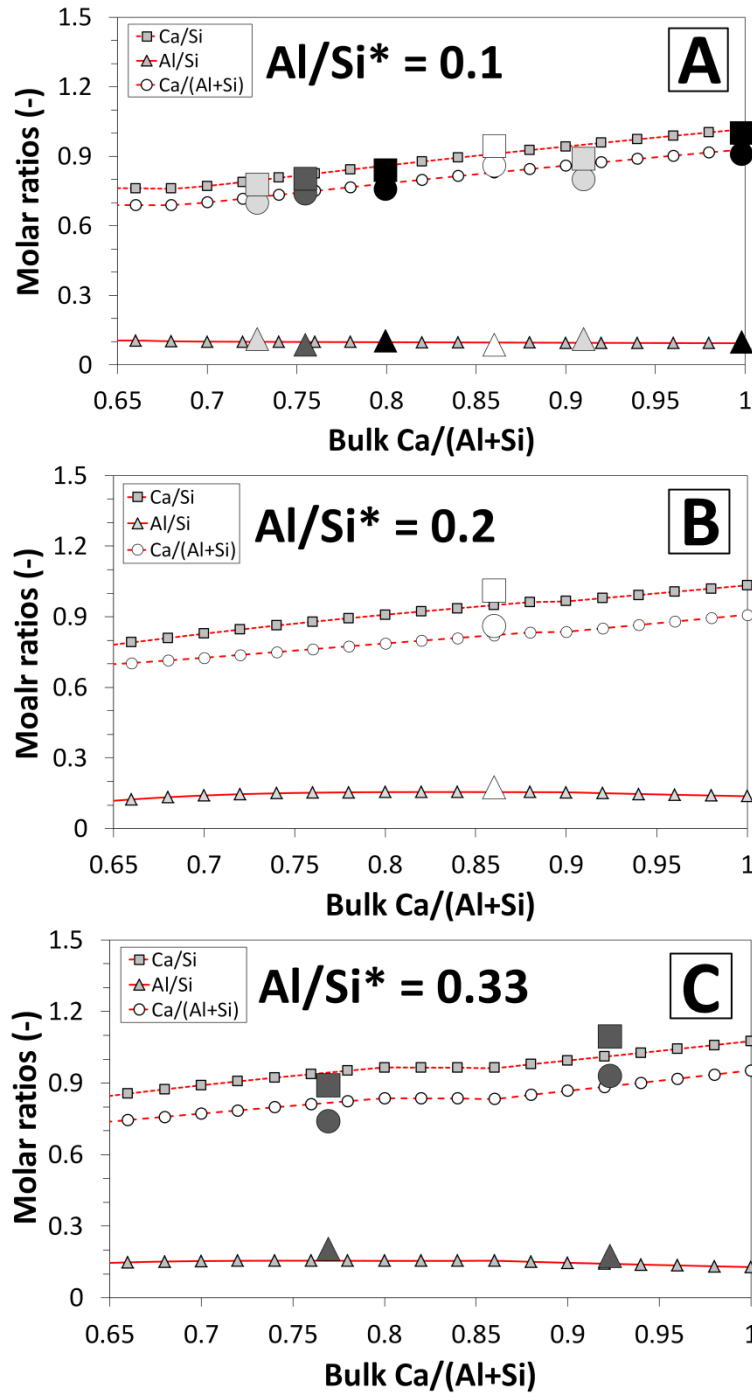 1.5
Ca/Si
Al/Si
Ca/(Al+Si)
Al/Si* = 0.1
A
1.2
0.9
0.6
0.3
0
Molar ratios (-)
0.65 0.7 0.75 0.8 0.85 0.9 0.95 1
Bulk Ca/(Al+Si)
1.5
Ca/Si
Al/Si
Ca/(Al+Si)
Al/Si* = 0.2
B
1.2
0.9
0.6
0.3
0
Moalr ratios (-)
0.65 0.7 0.75 0.8 0.85 0.9 0.95 1
Bulk Ca/(Al+Si)
1.5
Ca/Si
Al/Si
Ca/(Al+Si)
Al/Si* = 0.33
C
1.2
0.9
0.6
0.3
0
Molar ratios (-)
0.65 0.7 0.75 0.8 0.85 0.9 0.95 1
Bulk Ca/(Al+Si)